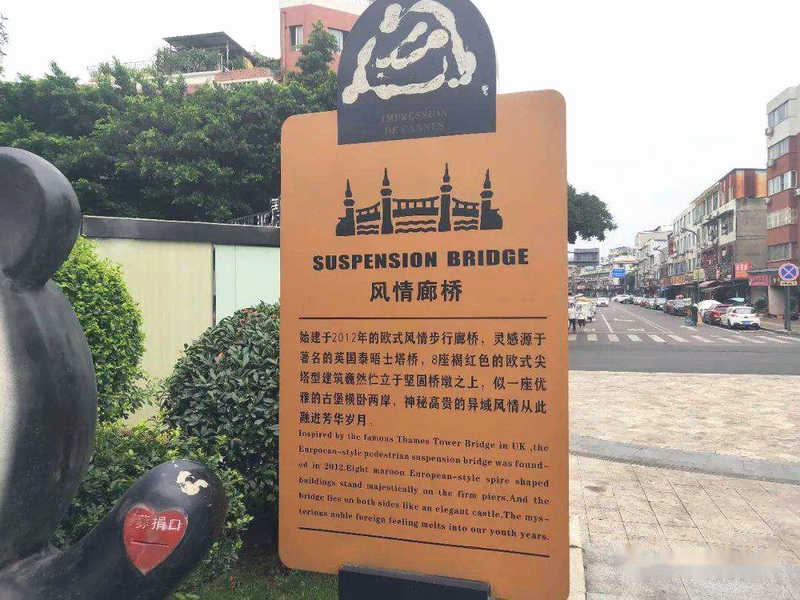 IMPRESSION
DE CANNES
SUSPENSION BRIDGE
风情廊桥
始建于2012年的欧式风情步行廊桥，灵感源于
著名的英国泰晤士塔桥，8座褐红色的欧式尖
塔型建筑巍然伫立于坚固桥墩之上，似一座优
雅的古堡横卧两岸，神秘高贵的异域风情从此
融进芳华岁月。
Inspired by the famous Thames Tower Bridge in UK ,the
Eurpocan-style pedestrian suspension bridge was found-
ed in 2012.Eight maroon European-style spire shaped
buildings stand majestically on the firm piers.And the
bridge lies on both sides like an elegant castle.The mys-
terious noble foreign feeling melts into our youth years.
募捐口